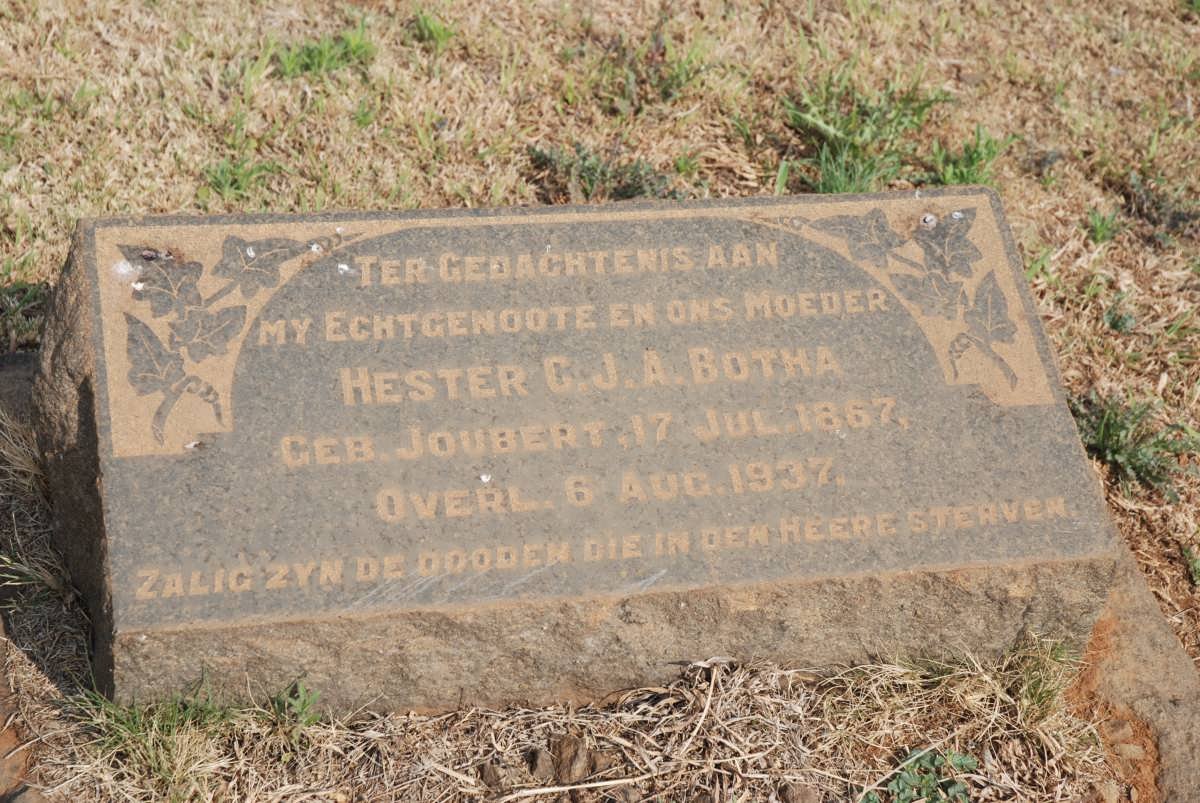 TER GEDACHTENIS AAN
MY ECHTGENOOTE EN ONS MOEDER
HESTER C.J.A. BOTHA
GEB. JOUBERT, 17 JUL. 1867,
OVERL. 6 AUG. 1937.
ZALIG ZYN DE DOODEN DIE IN DEN HEERE STERVEN.